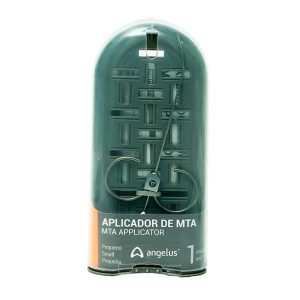 APLICADOR DE MTA
MTA APPLICATOR
Pequeno
Small
Pequeño
angelus
1